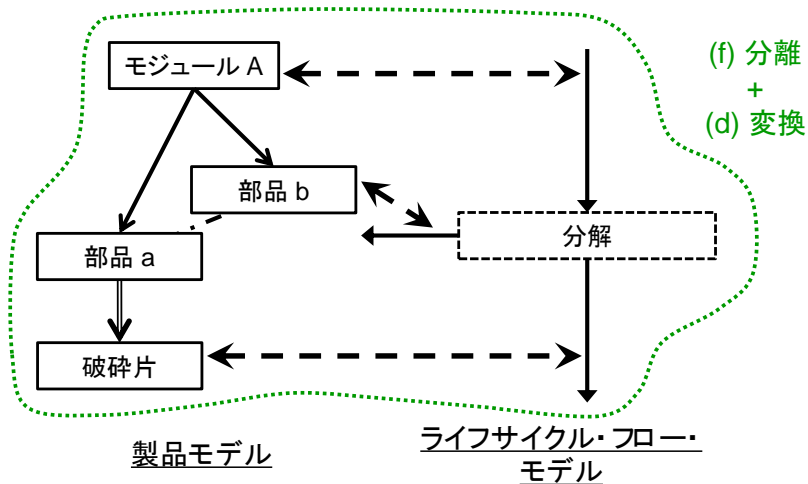 モジュール A
(f) 分離
+
(d) 変換
部品 b
部品 a
分解
破砕片
製品モデル
ライフサイクル・フロー・
モデル